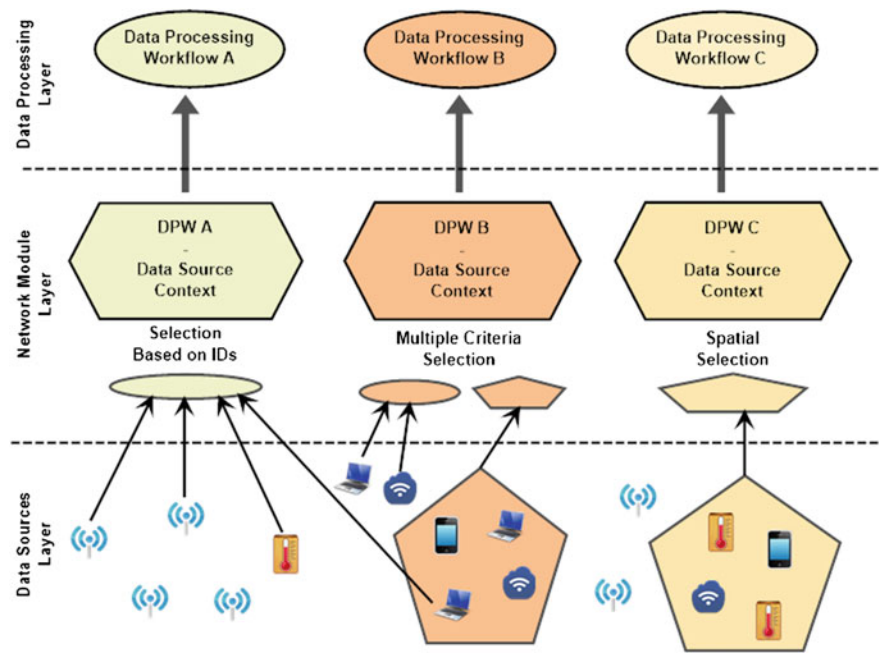 Data Processing
Layer
Data Processing
Workflow A
Data Processing
Workflow B
Data Processing
Workflow C
Network Module
Layer
DPW A
-
Data Source
Context
DPW B
-
Data Source
Context
DPW C
-
Data Source
Context
Selection
Based on IDs
Multiple Criteria
Selection
Spatial
Selection
Data Sources
Layer